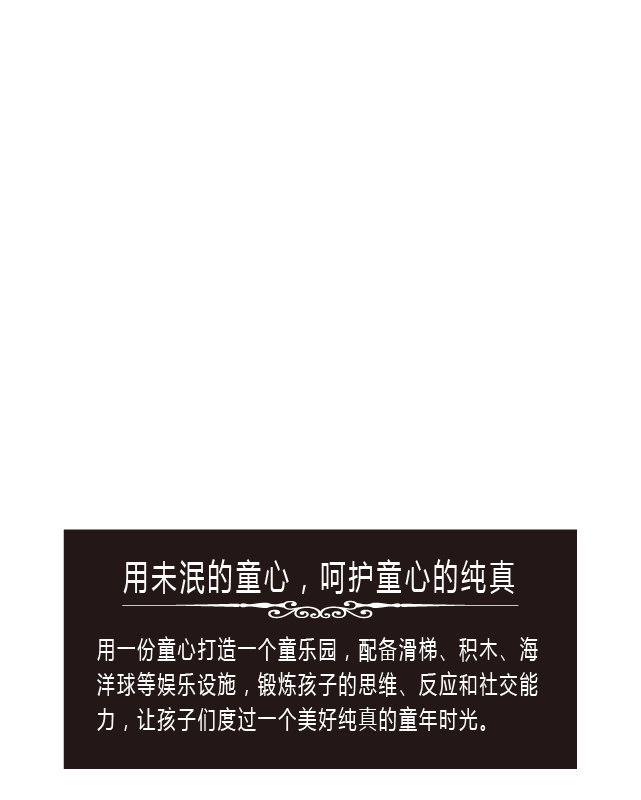 用未泯的童心，呵护童心的纯真
用一份童心打造一个童乐园，配备滑梯、积木、海
洋球等娱乐设施，锻炼孩子的思维、反应和社交能
力，让孩子们度过一个美好纯真的童年时光。